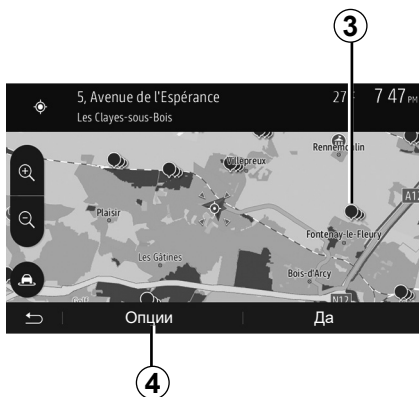 3
5, Avenue de l'Espérance
27°
7 47 PM
Les Clayes-sous-Bois
Rennemoulin
Villepreux
A12
Plaisir
Fontenay-le-Fleury
Les Gâtines
Bois-d'Arcy
N12
Опции
Да
4